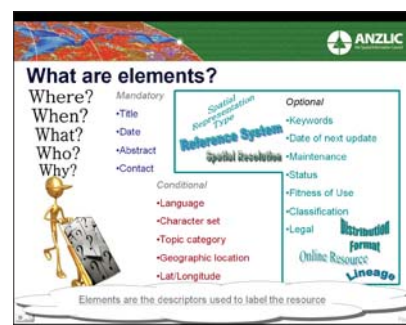 ANZLIC
What are elements?
Where?
When?
What?
Who?
Why?
Mandatory
•Title
•Date
•Abstract
•Contact
Conditional
•Language
•Character set
•Topic category
•Geographic location
•Lat/Longitude
Spatial
Representation
Type
Reference System
Spatial Resolution
Optional
•Keywords
•Date of next update
•Maintenance
•Status
•Fitness of Use
•Classification
•Legal
Distribution
Format
Online Resource
Lineage
Elements are the descriptors used to label the resource